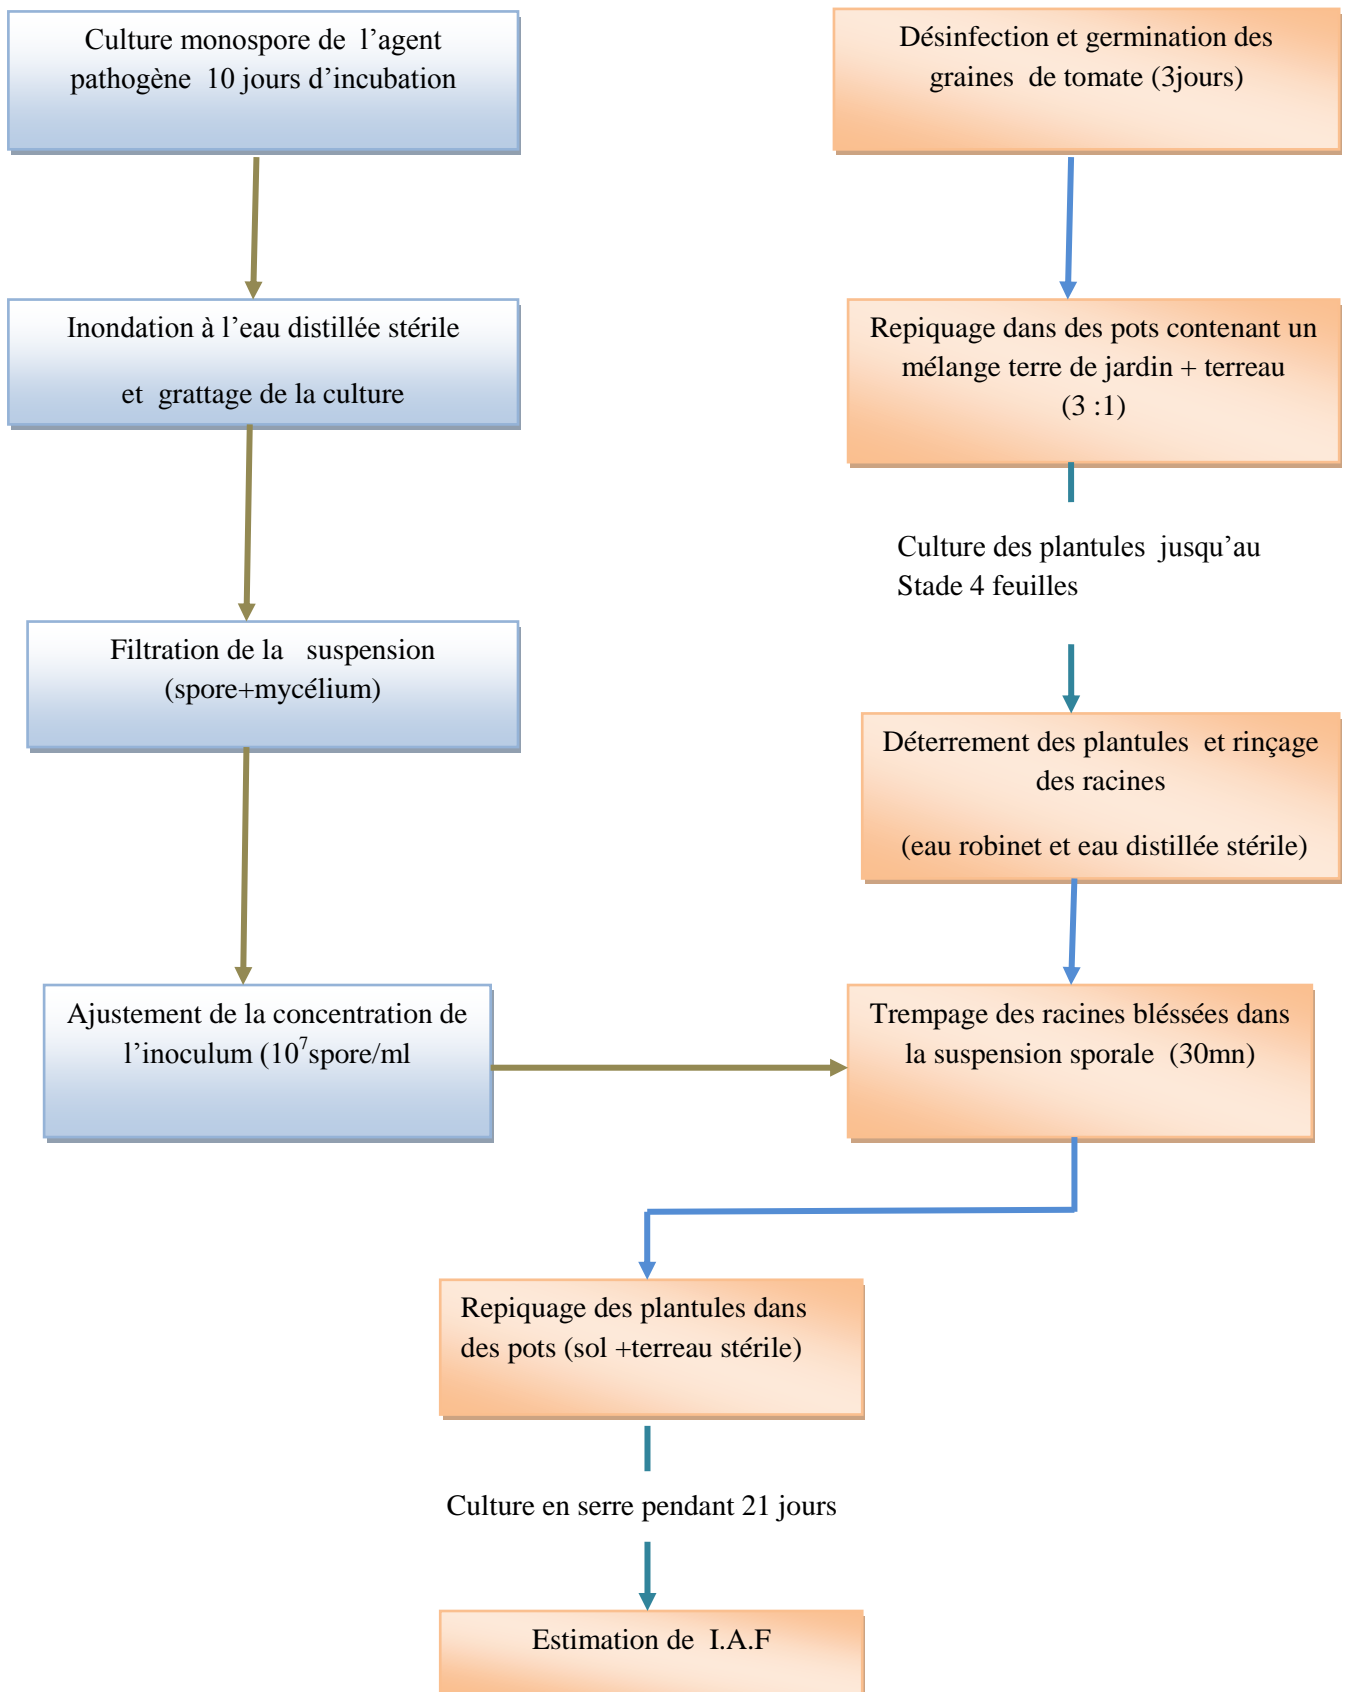 Culture monospore de l’agent
pathogène 10 jours d’incubation
Désinfection et germination des
graines de tomate (3jours)
Inondation à l’eau distillée stérile
et grattage de la culture
Repiquage dans des pots contenant un
mélange terre de jardin + terreau
(3 :1)
Culture des plantules jusqu’au
Stade 4 feuilles
Filtration de la suspension
(spore+mycélium)
Déterrement des plantules et rinçage
des racines
(eau robinet et eau distillée stérile)
Ajustement de la concentration de
l’inoculum (10⁷spore/ml
Trempage des racines bléssées dans
la suspension sporale (30mn)
Repiquage des plantules dans
des pots (sol +terreau stérile)
Culture en serre pendant 21 jours
Estimation de I.A.F